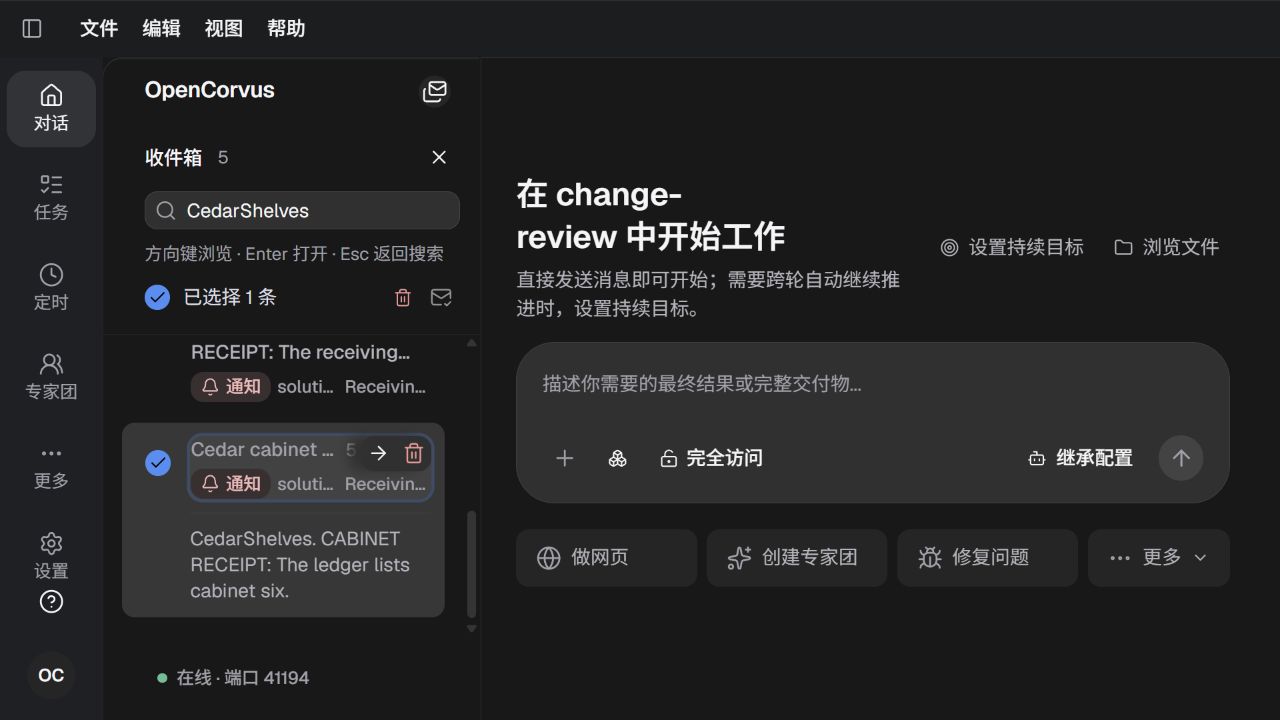 文件 编辑 视图 帮助
对话
任务
定时
专家团
更多
设置
OC
OpenCorvus
收件箱 5
CedarShelves
方向键浏览 · Enter 打开 · Esc 返回搜索
已选择 1 条
RECEIPT: The receiving...
通知 soluti... Receivin...
Cedar cabinet ... 5
通知 soluti... Receivin...
CedarShelves. CABINET
RECEIPT: The ledger lists
cabinet six.
在线 · 端口 41194
在 change-
review 中开始工作
直接发送消息即可开始；需要跨轮自动继续推
进时，设置持续目标。
设置持续目标 浏览文件
描述你需要的最终结果或完整交付物...
完全访问 继承配置
做网页 创建专家团 修复问题 更多